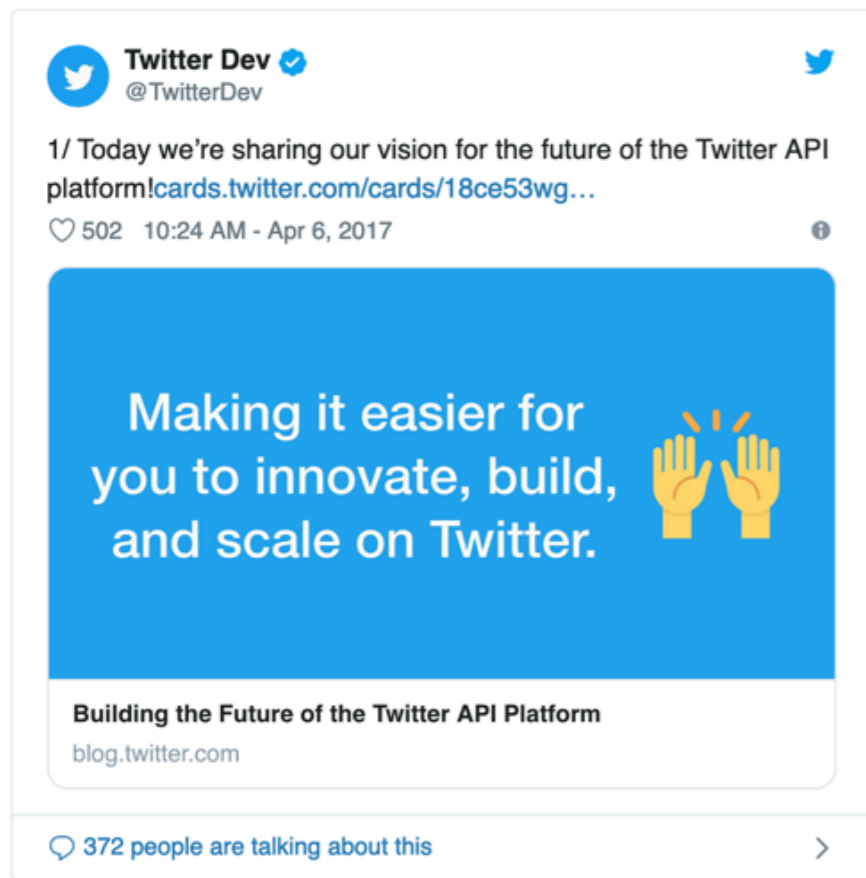 Twitter Dev
@TwitterDev
1/ Today we're sharing our vision for the future of the Twitter API
platform!cards.twitter.com/cards/18ce53wg…
502 10:24 AM - Apr 6, 2017
Making it easier for
you to innovate, build,
and scale on Twitter.
Building the Future of the Twitter API Platform
blog.twitter.com
372 people are talking about this